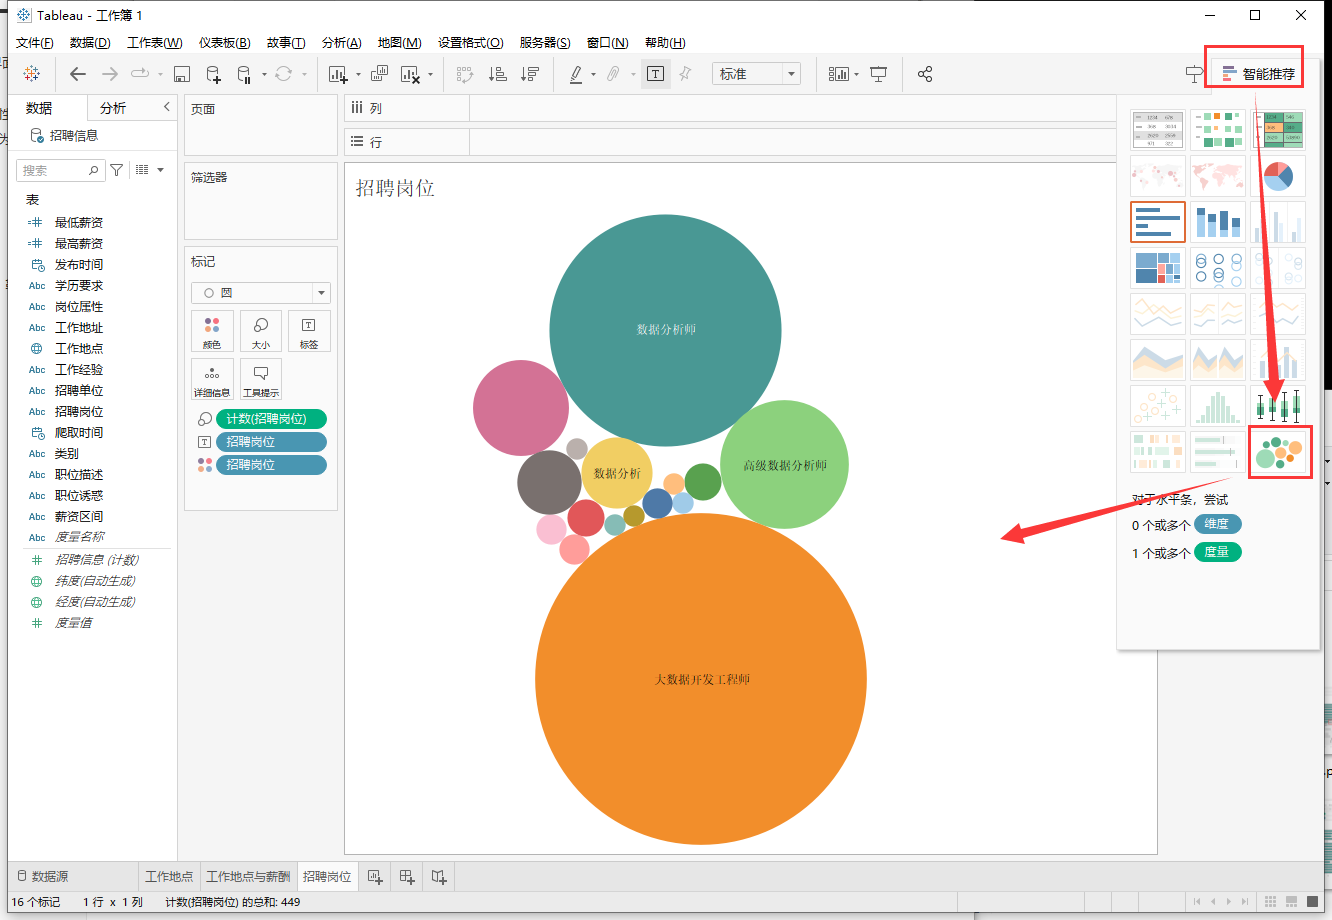 Tableau - 工作簿 1
文件(F) 数据(D) 工作表(W) 仪表板(B) 故事(T) 分析(A) 地图(M) 设置格式(O) 服务器(S) 窗口(N) 帮助(H)
标准
智能推荐
数据 分析
招聘信息
搜索
表
最低薪资
最高薪资
发布时间
Abc 学历要求
Abc 岗位属性
Abc 工作地址
工作地点
Abc 工作经验
Abc 招聘单位
Abc 招聘岗位
爬取时间
Abc 类别
Abc 职位描述
Abc 职位诱惑
Abc 薪资区间
Abc 度量名称
招聘信息 (计数)
纬度(自动生成)
经度(自动生成)
度量值
页面
筛选器
标记
圆
颜色 大小 标签
详细信息 工具提示
计数(招聘岗位)
招聘岗位
招聘岗位
列
行
招聘岗位
数据分析师
高级数据分析师
数据分析
大数据开发工程师
对于水平条，尝试
0 个或多个 维度
1 个或多个 度量
数据源 工作地点 工作地点与薪酬 招聘岗位
16 个标记 1 行 x 1 列 计数(招聘岗位) 的总和: 449